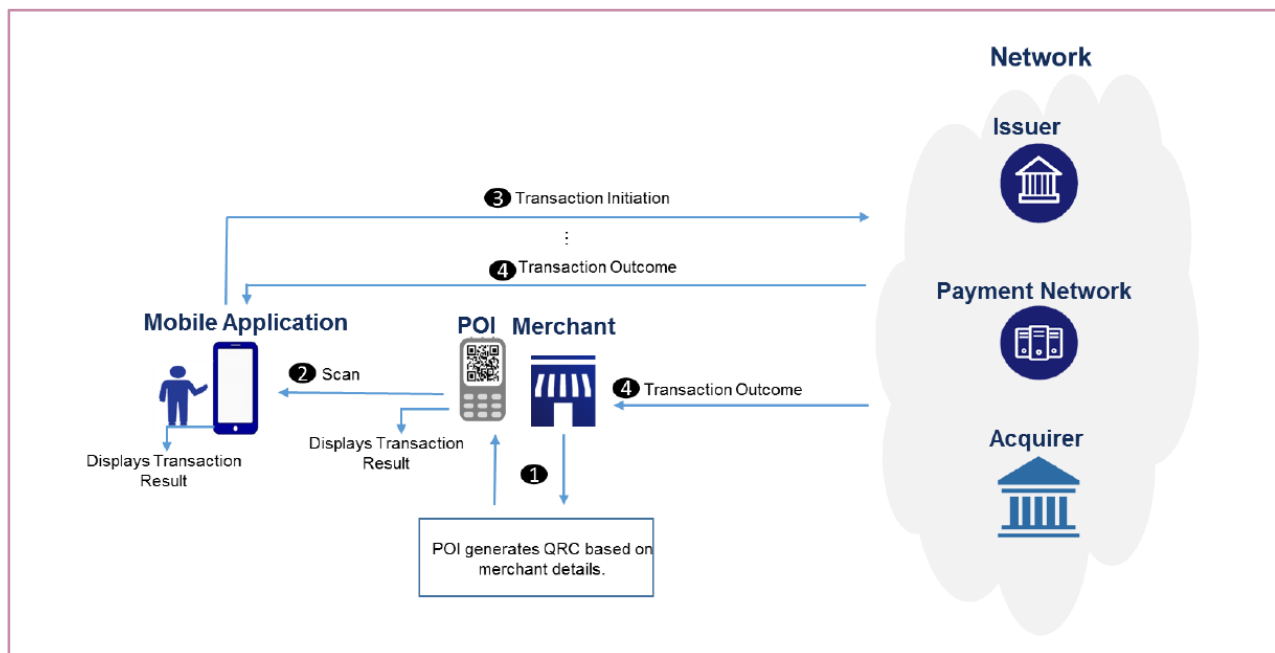 Network
Issuer
3 Transaction Initiation
⋮
4 Transaction Outcome
Payment Network
Mobile Application
POI Merchant
2 Scan
4 Transaction Outcome
Displays Transaction
Result
Displays Transaction
Result
Acquirer
1
POI generates QRC based on
merchant details.